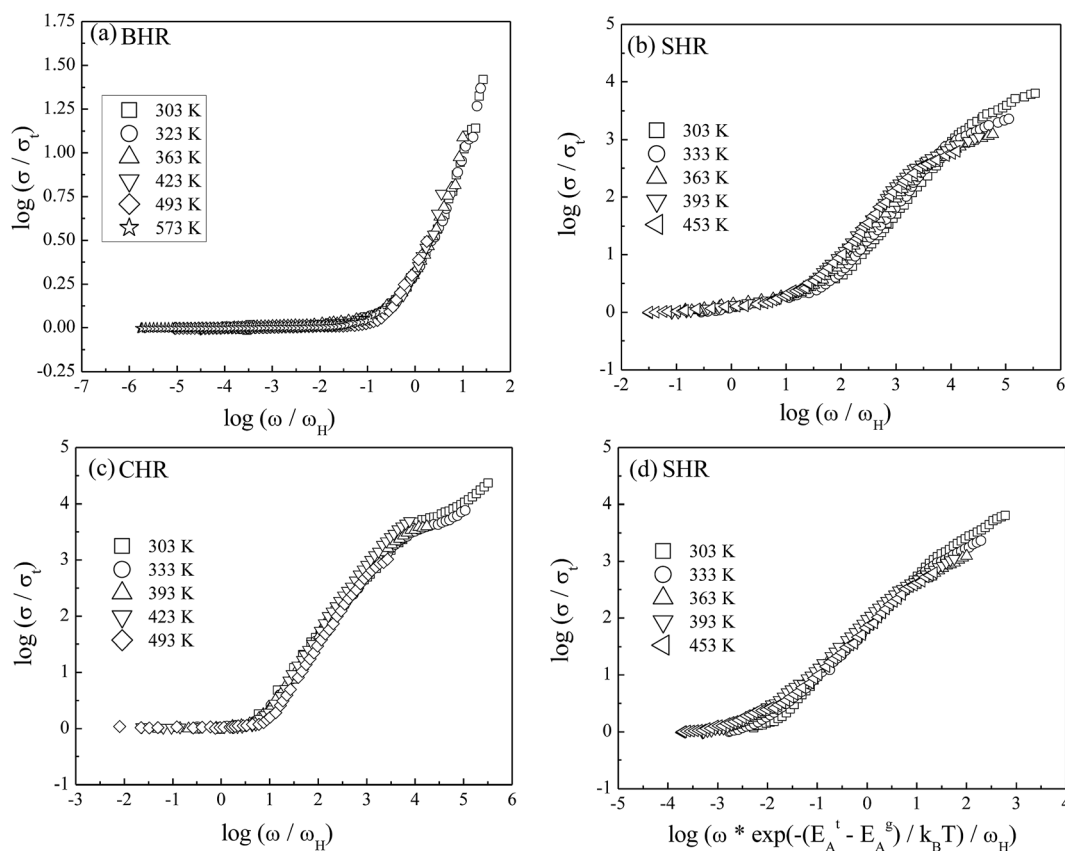 (a) BHR
log (σ / σt)
1.75
1.50
1.25
1.00
0.75
0.50
0.25
0.00
-0.25
303 K
323 K
363 K
423 K
493 K
573 K
-7 -6 -5 -4 -3 -2 -1 0 1 2
log (ω / ωH)
(b) SHR
log (σ / σt)
5
4
3
2
1
0
-1
303 K
333 K
363 K
393 K
453 K
-2 -1 0 1 2 3 4 5 6
log (ω / ωH)
(c) CHR
log (σ / σt)
5
4
3
2
1
0
-1
303 K
333 K
393 K
423 K
493 K
-3 -2 -1 0 1 2 3 4 5 6
log (ω / ωH)
(d) SHR
log (σ / σt)
5
4
3
2
1
0
-1
303 K
333 K
363 K
393 K
453 K
-5 -4 -3 -2 -1 0 1 2 3 4
log (ω * exp(-(EA^t - EA^g) / kBT) / ωH)